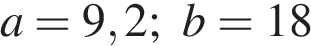 a = 9,2; b = 18